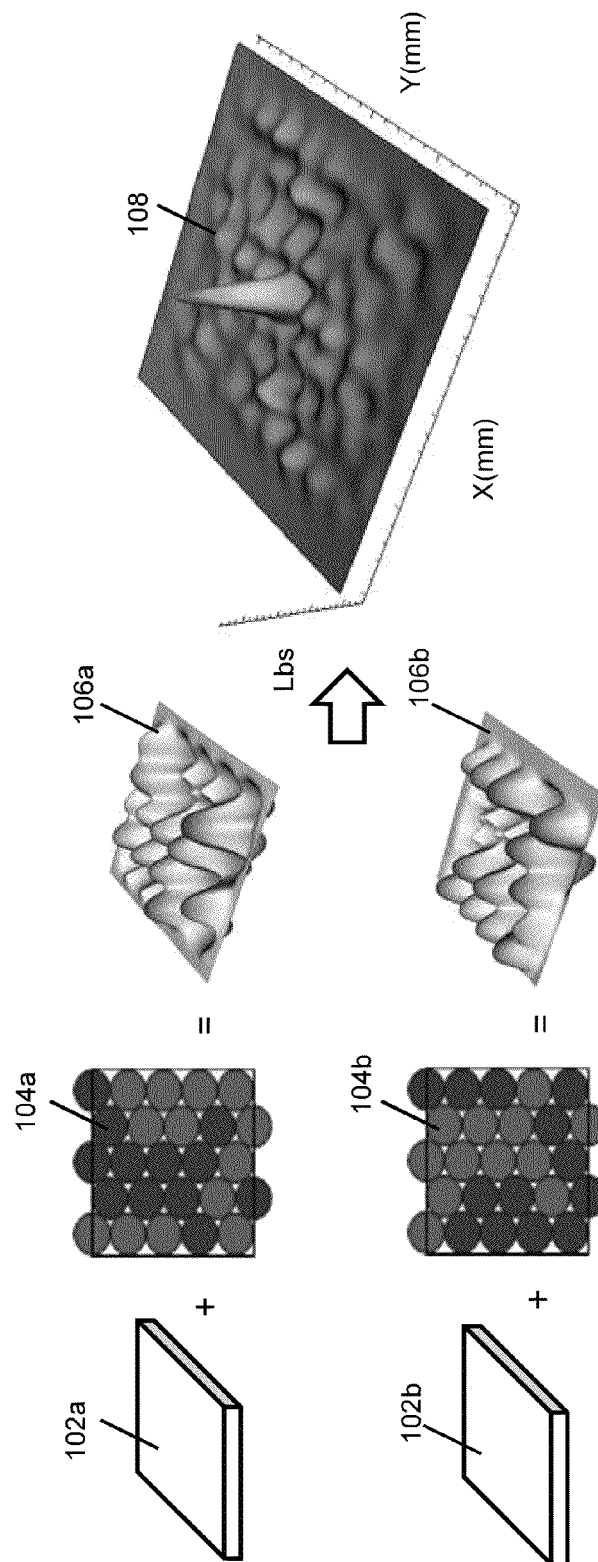 102a
+
104a
=
106a
102b
+
104b
=
106b
Lbs
108
X(mm)
Y(mm)